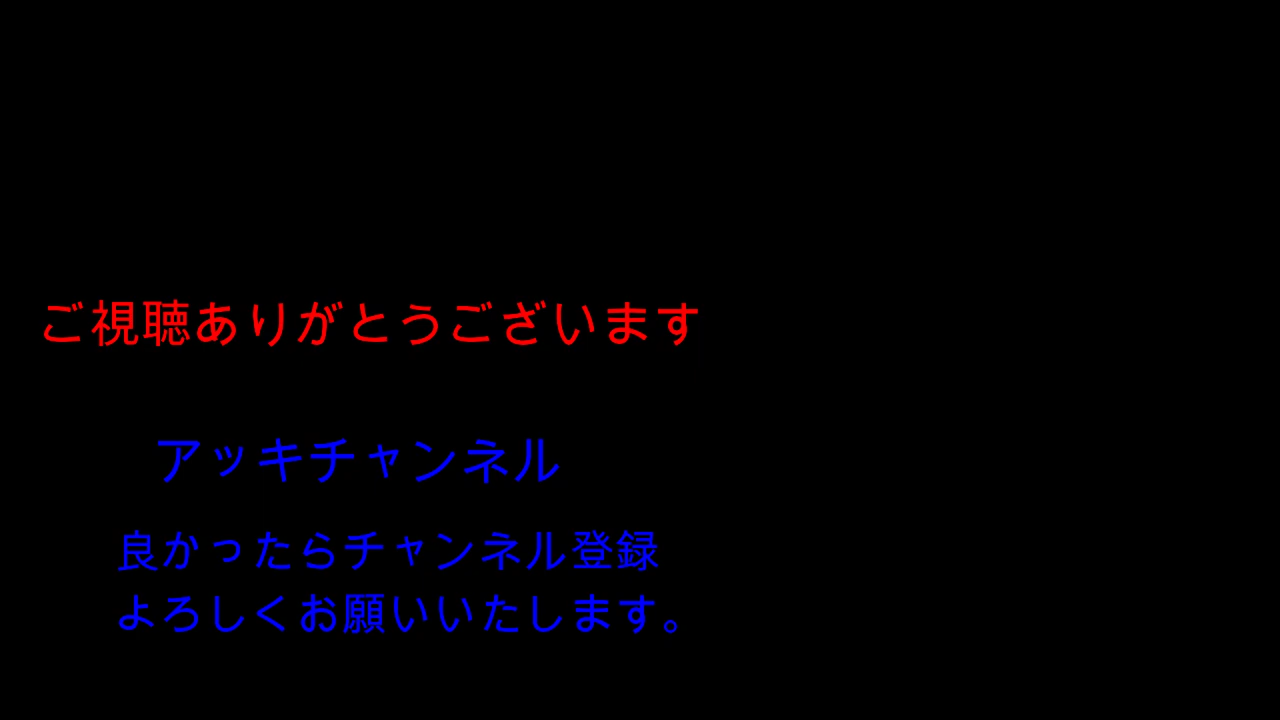 ご視聴ありがとうございます
アッキチャンネル
良かったらチャンネル登録
よろしくお願いいたします。